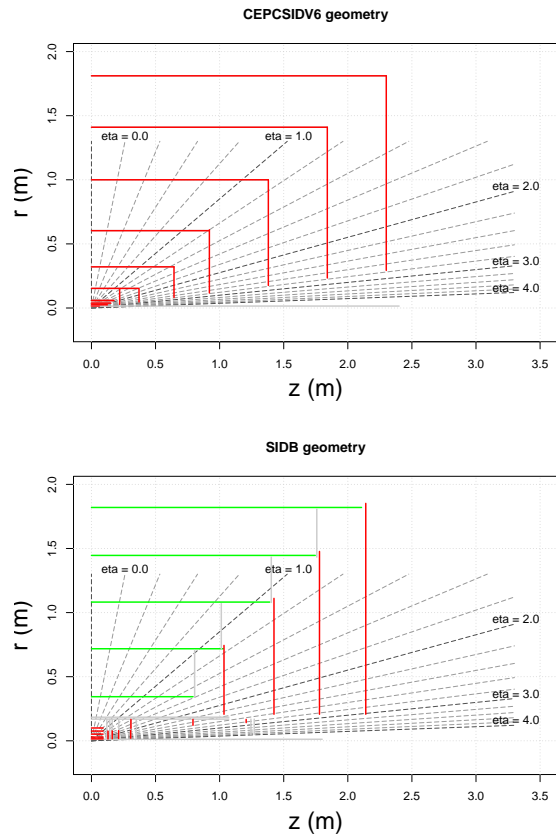 CEPCSIDV6 geometry
2.0
1.5
1.0
0.5
0.0
r (m)
eta = 0.0
eta = 1.0
eta = 2.0
eta = 3.0
eta = 4.0
0.0 0.5 1.0 1.5 2.0 2.5 3.0 3.5
z (m)
SIDB geometry
2.0
1.5
1.0
0.5
0.0
r (m)
eta = 0.0
eta = 1.0
eta = 2.0
eta = 3.0
eta = 4.0
0.0 0.5 1.0 1.5 2.0 2.5 3.0 3.5
z (m)